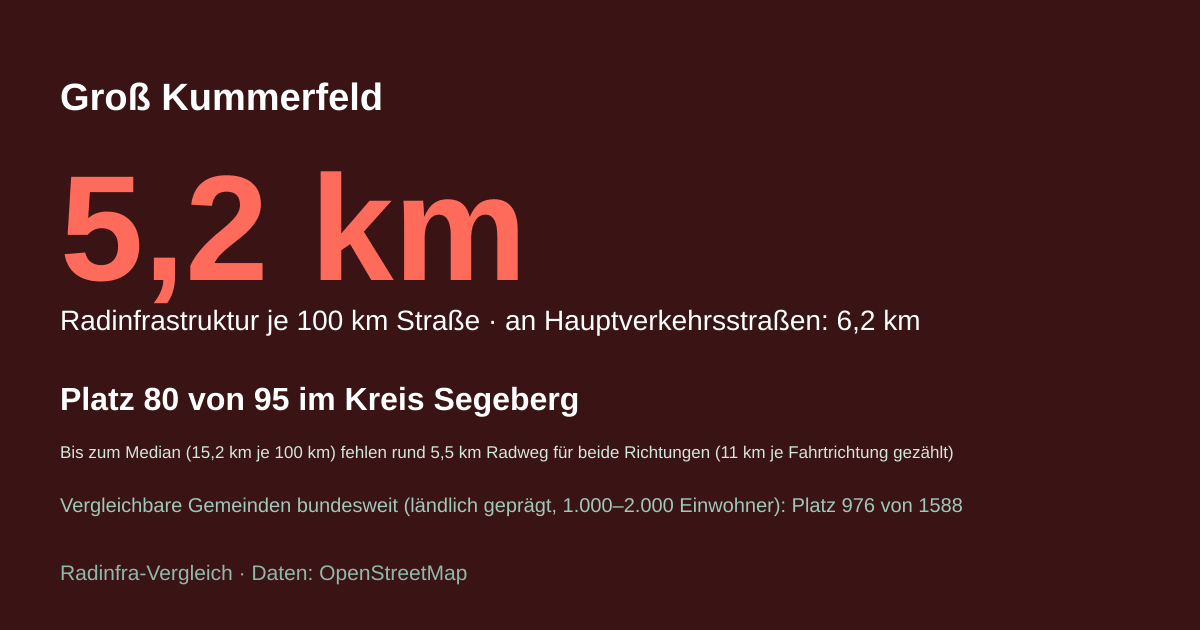 Groß Kummerfeld
5,2 km
Radinfrastruktur je 100 km Straße · an Hauptverkehrsstraßen: 6,2 km
Platz 80 von 95 im Kreis Segeberg
Bis zum Median (15,2 km je 100 km) fehlen rund 5,5 km Radweg für beide Richtungen (11 km je Fahrtrichtung gezählt)
Vergleichbare Gemeinden bundesweit (ländlich geprägt, 1.000–2.000 Einwohner): Platz 976 von 1588
Radinfra-Vergleich · Daten: OpenStreetMap